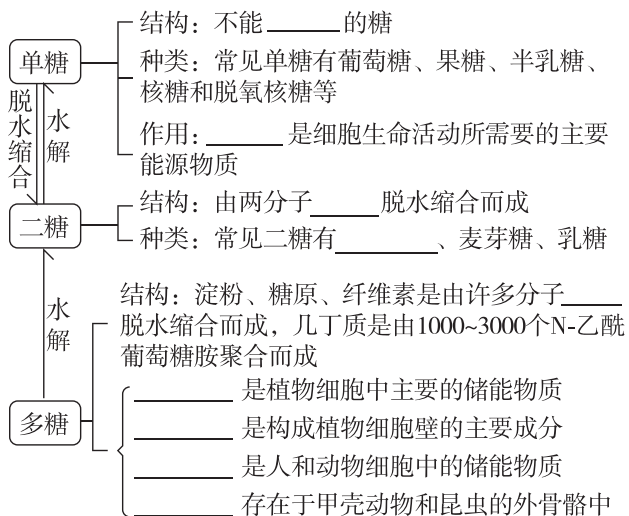 结构：不能______的糖
单糖
种类：常见单糖有葡萄糖、果糖、半乳糖、
核糖和脱氧核糖等
脱水缩合
水解
作用：______是细胞生命活动所需要的主要
能源物质
结构：由两分子_____脱水缩合而成
二糖
种类：常见二糖有________、麦芽糖、乳糖
水解
结构：淀粉、糖原、纤维素是由许多分子____
脱水缩合而成，几丁质是由1000~3000个N-乙酰
葡萄糖胺聚合而成
多糖
_______是植物细胞中主要的储能物质
_______是构成植物细胞壁的主要成分
_______是人和动物细胞中的储能物质
_______存在于甲壳动物和昆虫的外骨骼中